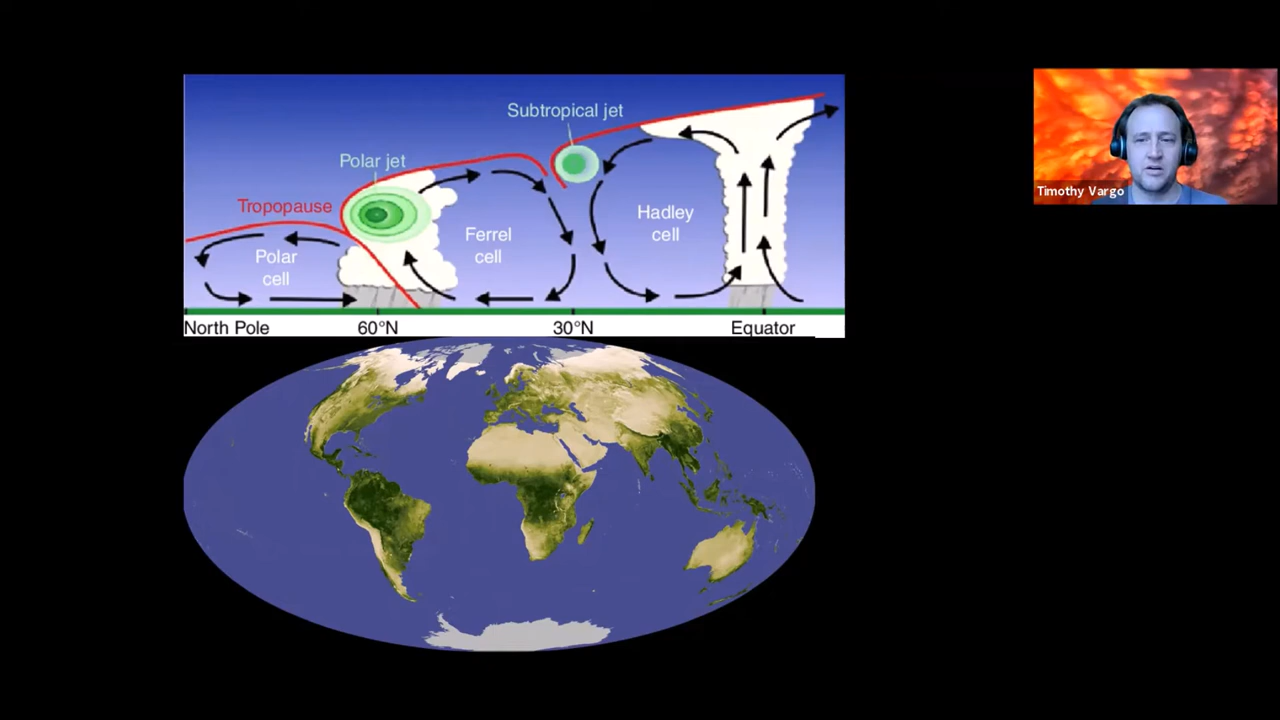 Subtropical jet
Polar jet
Tropopause
Polar
cell
Ferrel
cell
Hadley
cell
North Pole
60°N
30°N
Equator
Timothy Vargo